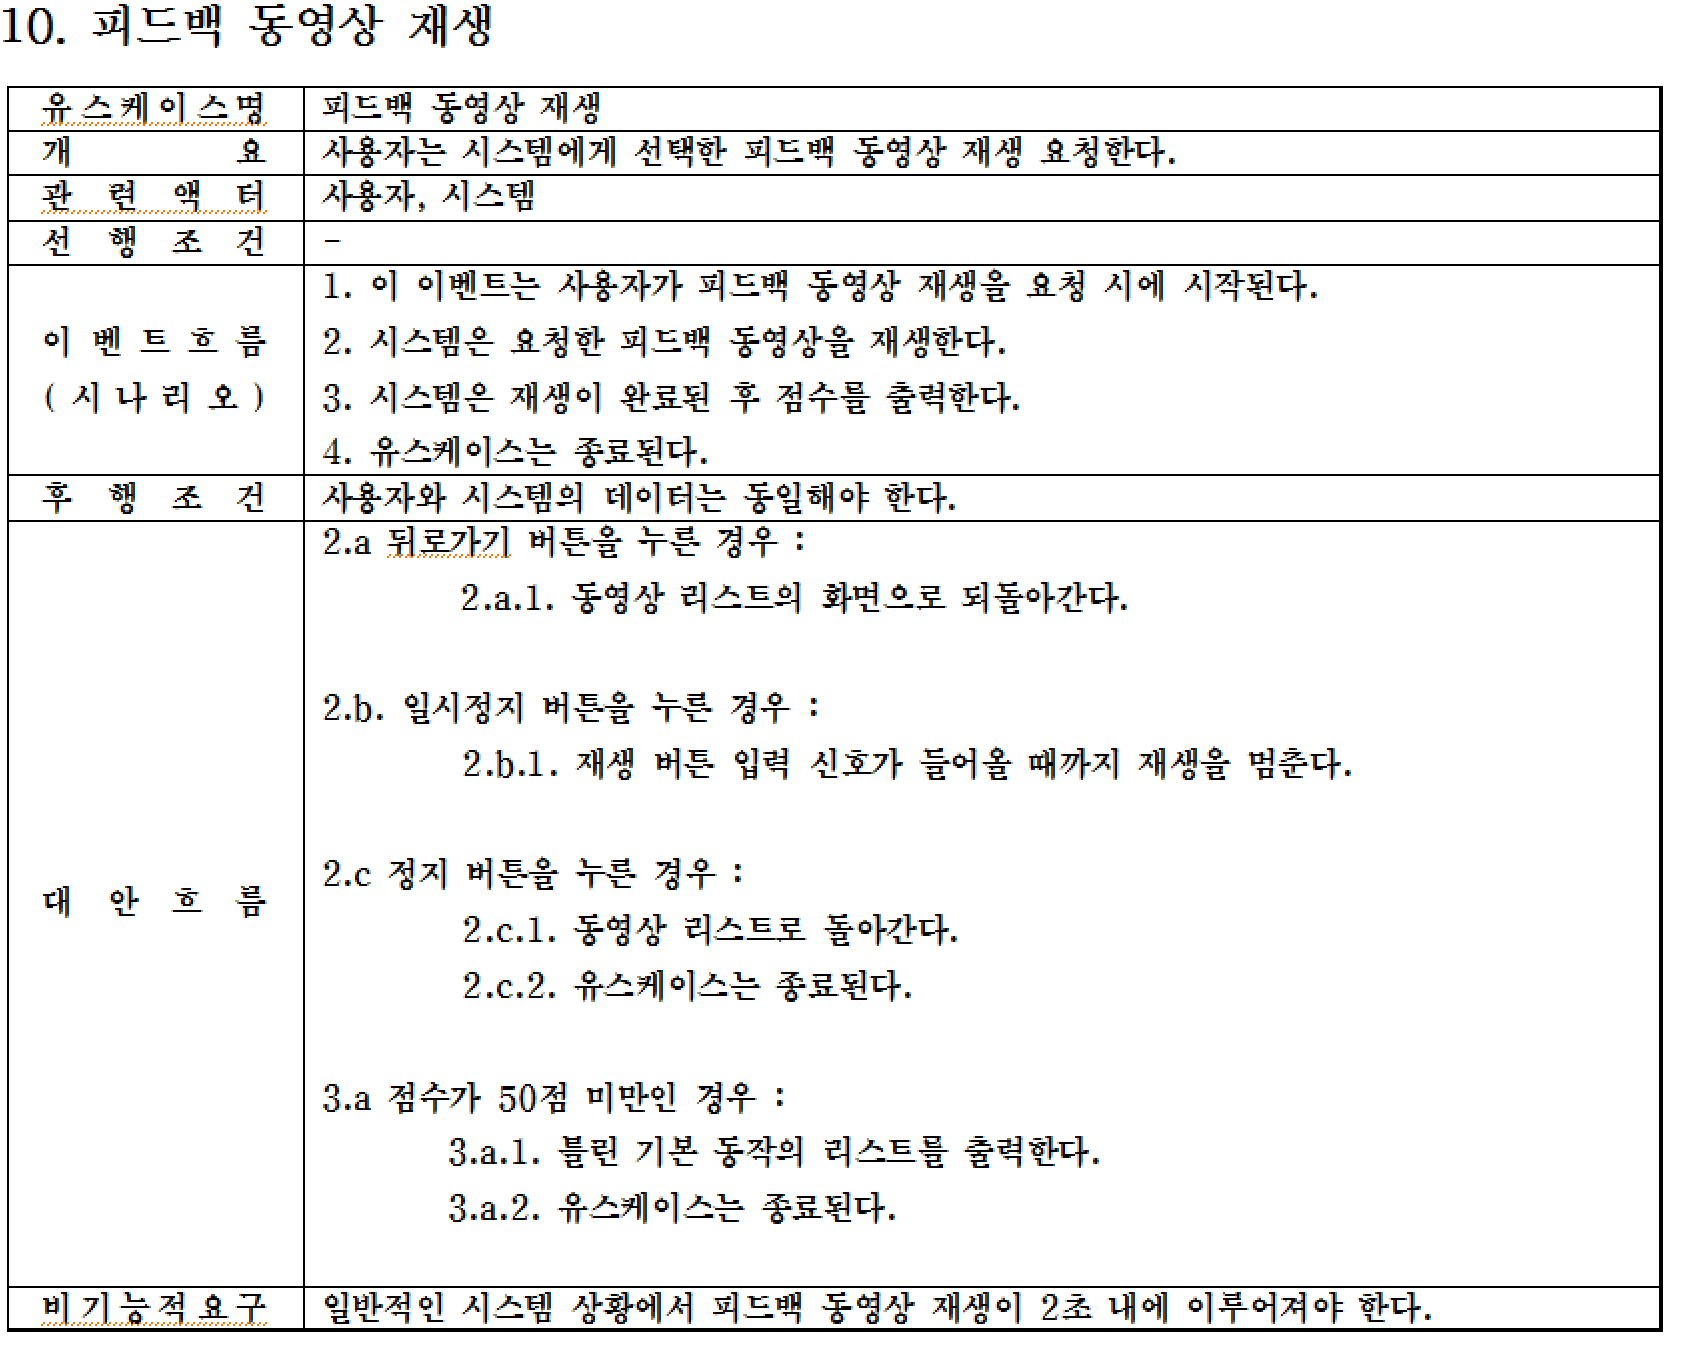 10. 피드백 동영상 재생
유스케이스명 피드백 동영상 재생
개 요 사용자는 시스템에게 선택한 피드백 동영상 재생 요청한다.
관 련 액 터 사용자, 시스템
선 행 조 건 -
이 벤 트 흐 름
( 시 나 리 오 )
1. 이 이벤트는 사용자가 피드백 동영상 재생을 요청 시에 시작된다.
2. 시스템은 요청한 피드백 동영상을 재생한다.
3. 시스템은 재생이 완료된 후 점수를 출력한다.
4. 유스케이스는 종료된다.
후 행 조 건 사용자와 시스템의 데이터는 동일해야 한다.
대 안 흐 름
2.a 뒤로가기 버튼을 누른 경우 :
2.a.1. 동영상 리스트의 화면으로 되돌아간다.
2.b. 일시정지 버튼을 누른 경우 :
2.b.1. 재생 버튼 입력 신호가 들어올 때까지 재생을 멈춘다.
2.c 정지 버튼을 누른 경우 :
2.c.1. 동영상 리스트로 돌아간다.
2.c.2. 유스케이스는 종료된다.
3.a 점수가 50점 미만인 경우 :
3.a.1. 틀린 기본 동작의 리스트를 출력한다.
3.a.2. 유스케이스는 종료된다.
비기능적요구 일반적인 시스템 상황에서 피드백 동영상 재생이 2초 내에 이루어져야 한다.